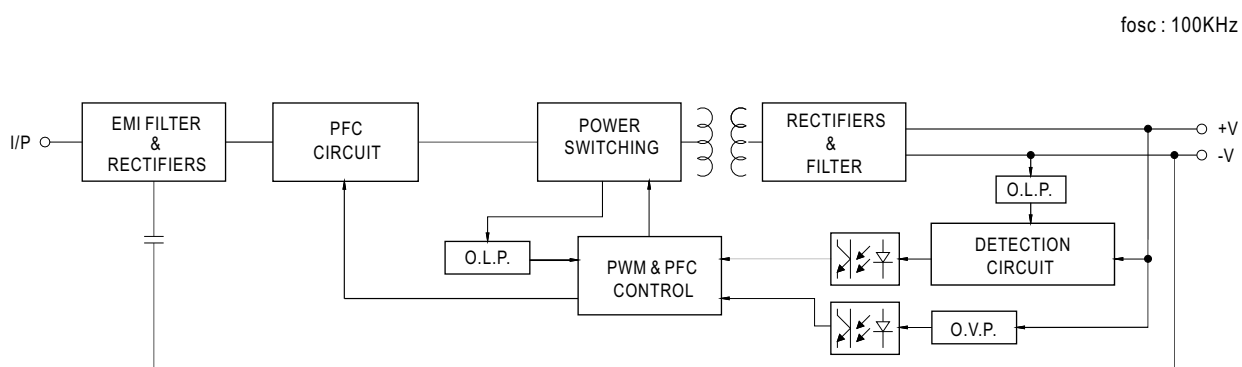 fosc : 100KHz
I/P
EMI FILTER
&
RECTIFIERS
PFC
CIRCUIT
POWER
SWITCHING
RECTIFIERS
&
FILTER
+V
-V
O.L.P.
O.L.P.
PWM & PFC
CONTROL
DETECTION
CIRCUIT
O.V.P.